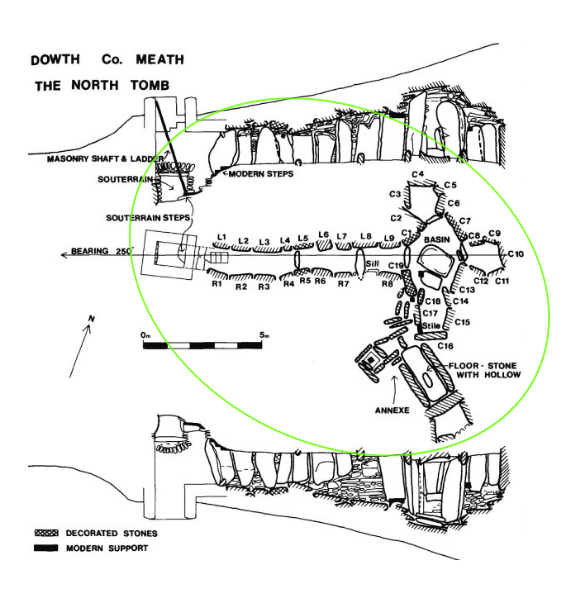 DOWTH Co. MEATH
THE NORTH TOMB
MASONRY SHAFT & LADDER
SOUTERRAIN
MODERN STEPS
SOUTERRAIN STEPS
C4
C3
C5
C2
C6
L1 L2 L3 L4 L5 L6 L7 L8 L9 C1
C7
BASIN
C8 C9
BEARING 250°
C10
Sill
C19
C12 C11
R1 R2 R3 R4 R5 R6 R7 R8
C13
C18 C14
C17
C15
Stile
C16
N
0m 5m
FLOOR - STONE
WITH HOLLOW
ANNEXE
DECORATED STONES
MODERN SUPPORT